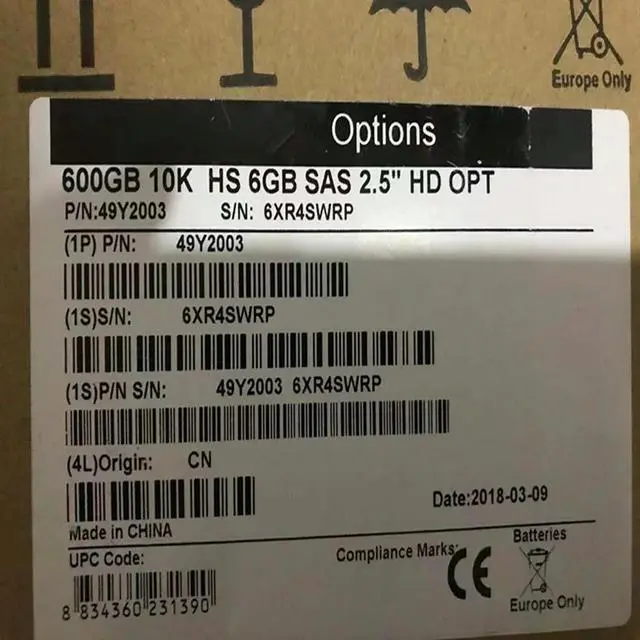 Europe Only
Options
600GB 10K HS 6GB SAS 2.5" HD OPT
P/N:49Y2003 S/N: 6XR4SWRP
(1P) P/N: 49Y2003
(1S)S/N: 6XR4SWRP
(1S)P/N S/N: 49Y2003 6XR4SWRP
(4L)Origin: CN
Date:2018-03-09
Made in CHINA
UPC Code:
Compliance Marks:
CE
Batteries
Europe Only
8 834360 231390